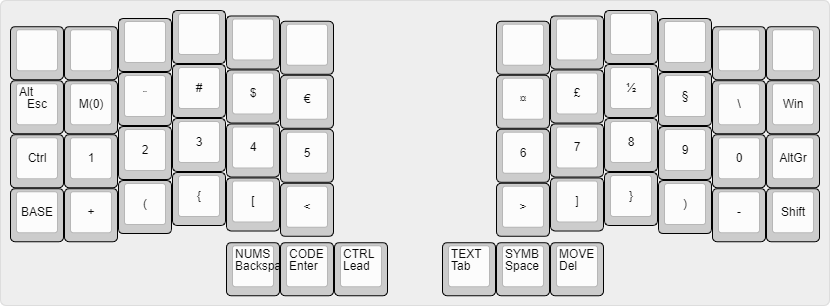 Alt
Esc
M(0)
¨
#
$
€
¤
£
½
§
\
Win
Ctrl
1
2
3
4
5
6
7
8
9
0
AltGr
BASE
+
(
{
[
<
>
]
}
)
-
Shift
NUMS
Backspa
CODE
Enter
CTRL
Lead
TEXT
Tab
SYMB
Space
MOVE
Del